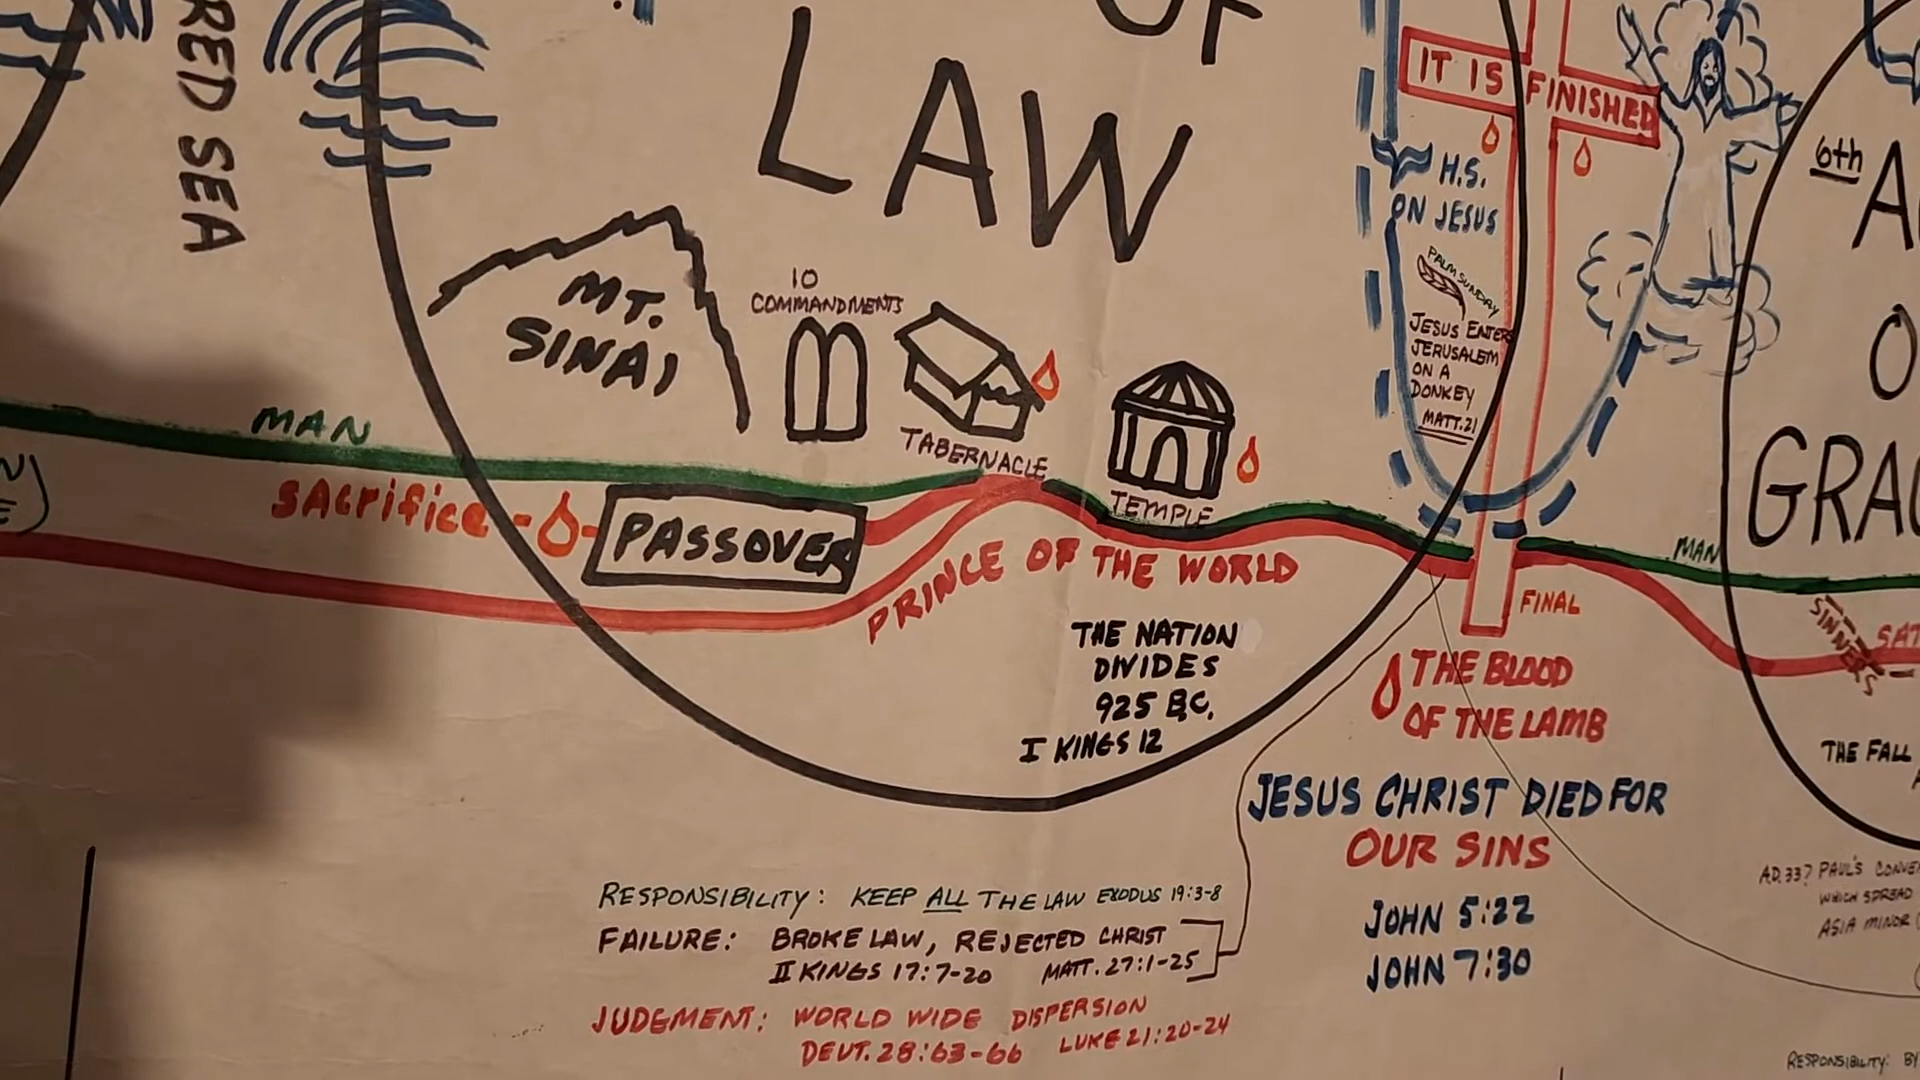 RED SEA
OF
LAW
IT IS FINISHED
H.S.
ON JESUS
PALM SUNDAY
JESUS ENTERS
JERUSALEM
ON A
DONKEY
MATT.21
6th
MT.
SINAI
10
COMMANDMENTS
TABERNACLE
TEMPLE
MAN
SACrifice
PASSOVER
PRINCE OF THE WORLD
THE NATION
DIVIDES
925 B.C.
I KINGS 12
MAN
SINNERS
FINAL
THE BLOOD
OF THE LAMB
JESUS CHRIST DIED FOR
OUR SINS
JOHN 5:22
JOHN 7:30
THE FALL
A.D. 33? PAUL'S
WHICH SPREAD
ASIA MINOR
RESPONSIBILITY: KEEP ALL THE LAW EXODUS 19:3-8
FAILURE: BROKE LAW, REJECTED CHRIST
II KINGS 17:7-20 MATT. 27:1-25
JUDGMENT: WORLD WIDE DISPERSION
DEUT. 28:63-66 LUKE 21:20-24
RESPONSIBILITY: